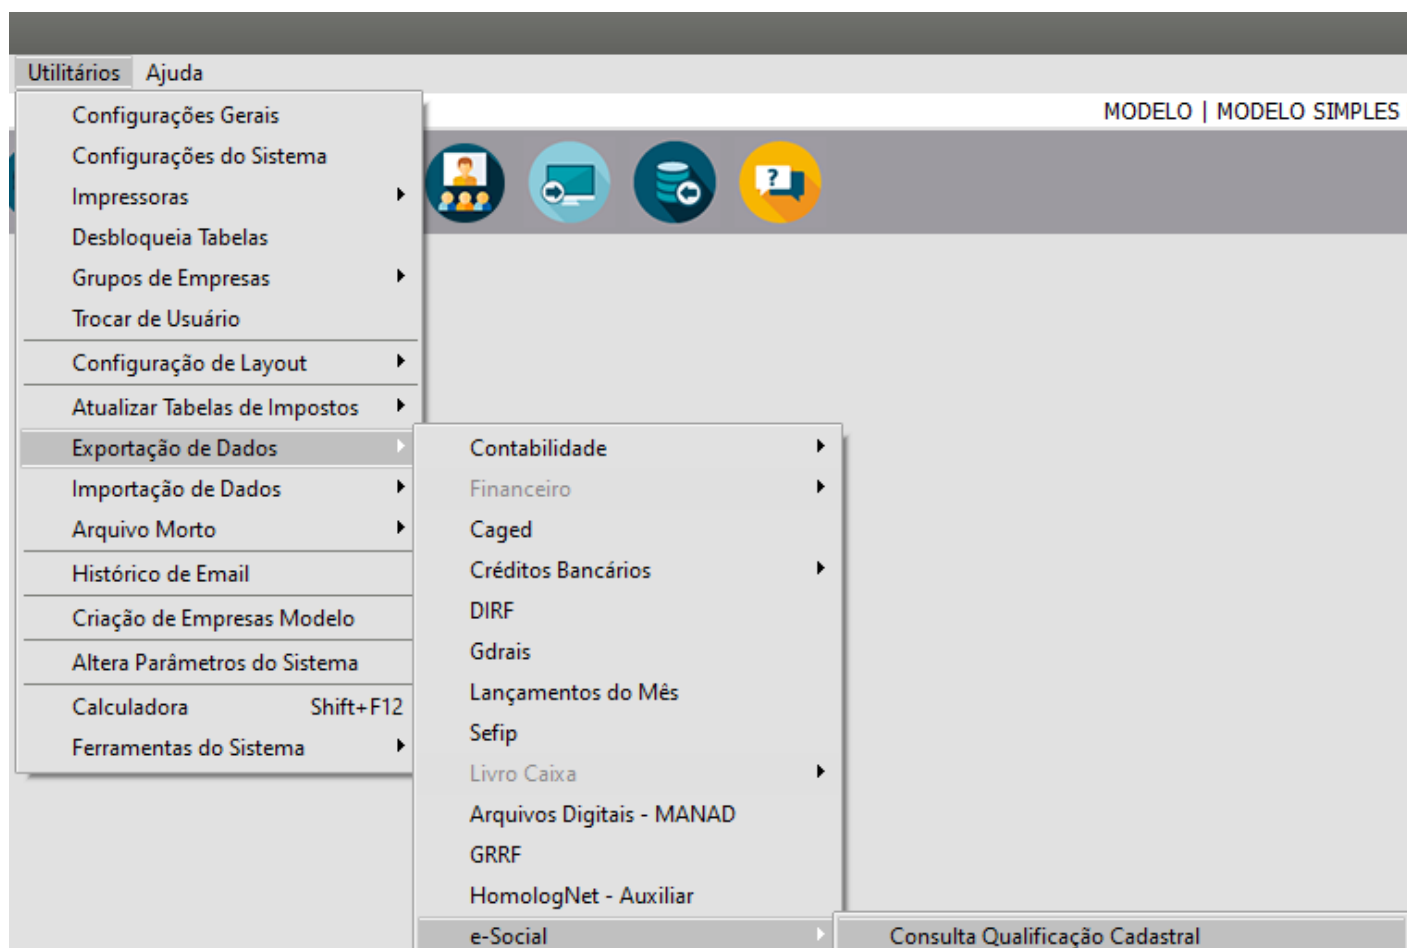 Utilitários Ajuda
MODELO | MODELO SIMPLES
Configurações Gerais
Configurações do Sistema
Impressoras
?
Desbloqueia Tabelas
Grupos de Empresas
Trocar de Usuário
Configuração de Layout
Atualizar Tabelas de Impostos
Exportação de Dados
Importação de Dados
Arquivo Morto
Histórico de Email
Criação de Empresas Modelo
Altera Parâmetros do Sistema
Calculadora Shift+F12
Ferramentas do Sistema
Contabilidade
Financeiro
Caged
Créditos Bancários
DIRF
Gdrais
Lançamentos do Mês
Sefip
Livro Caixa
Arquivos Digitais - MANAD
GRRF
HomologNet - Auxiliar
e-Social
Consulta Qualificação Cadastral